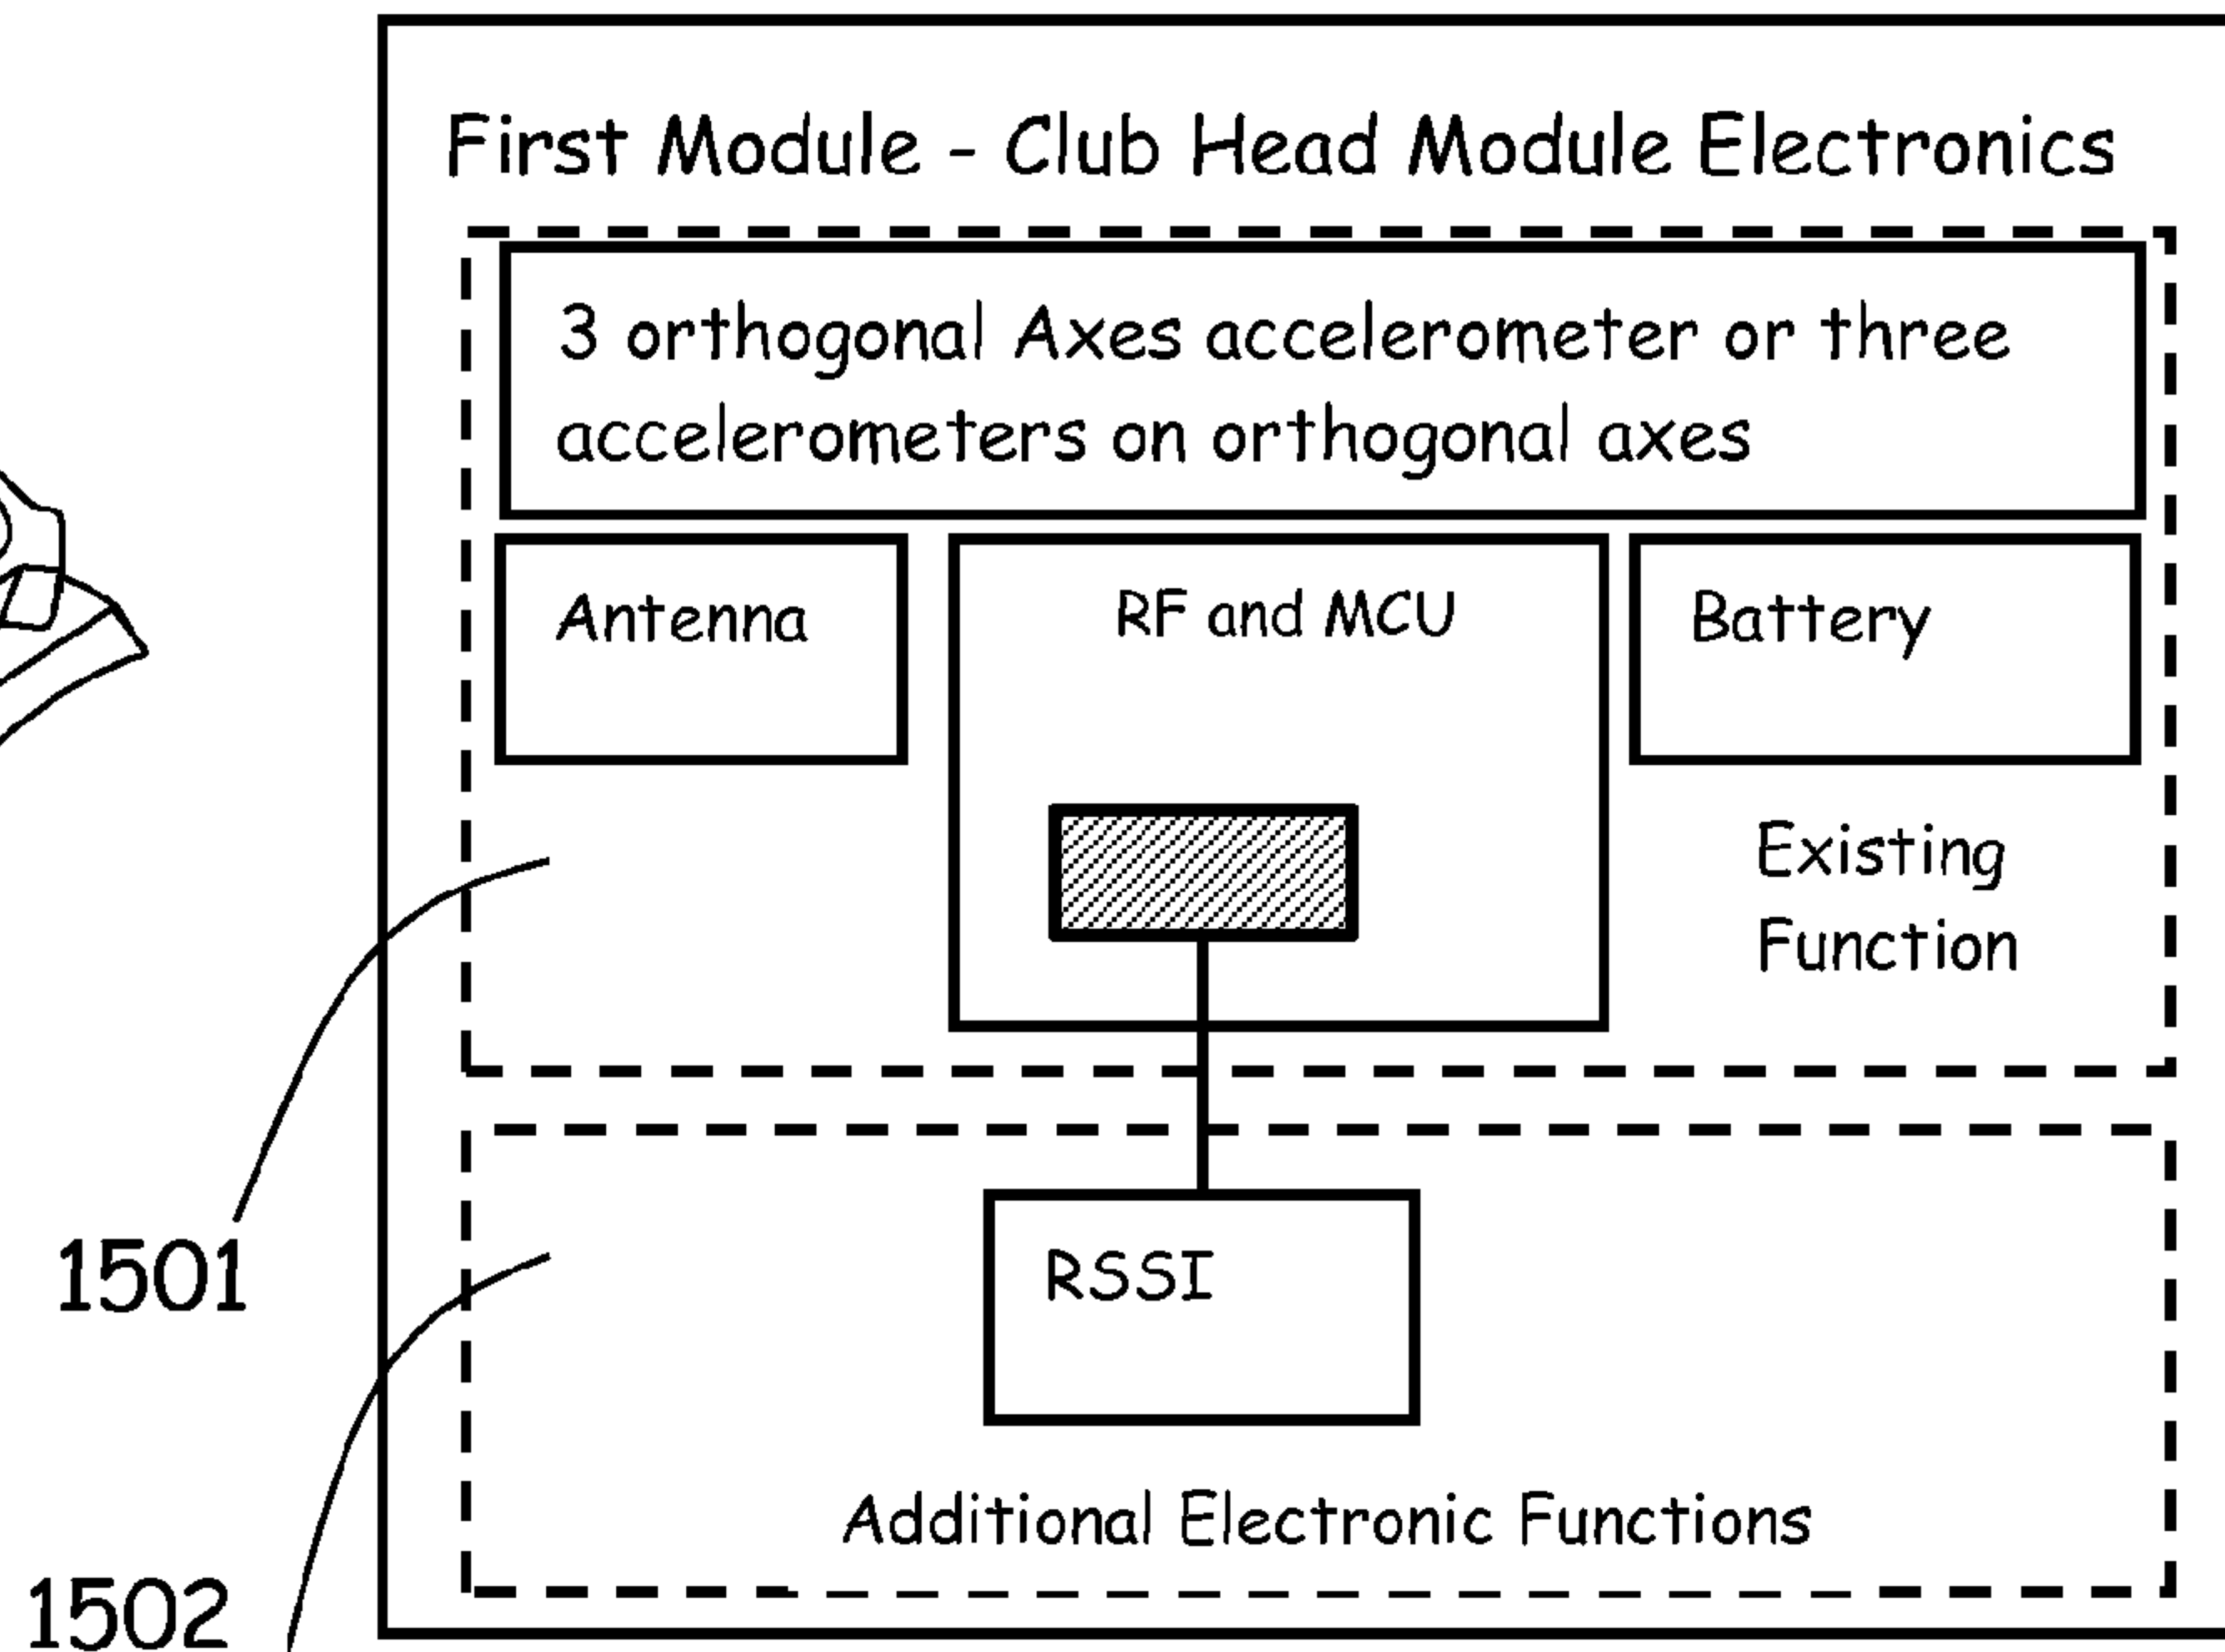 First Module - Club Head Module Electronics
3 orthogonal Axes accelerometer or three
accelerometers on orthogonal axes
Antenna
RF and MCU
Battery
Existing
Function
1501
RSSI
Additional Electronic Functions
1502